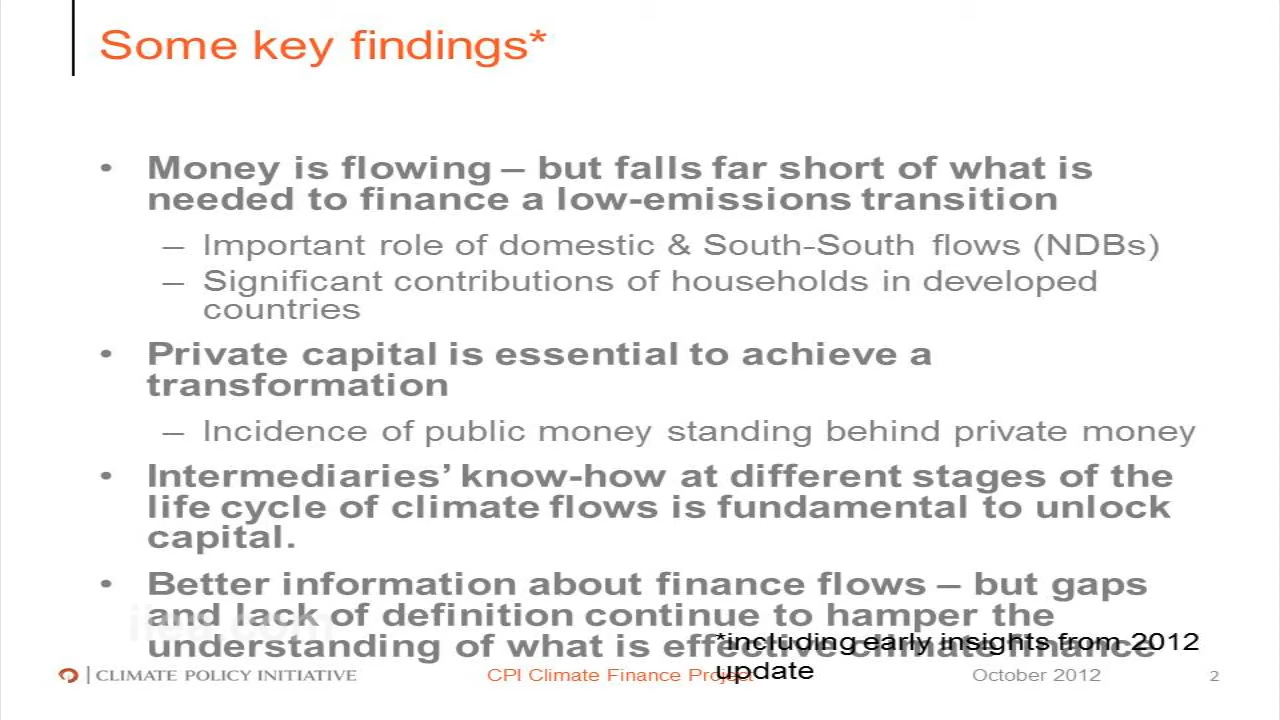 Some key findings*
• Money is flowing – but falls far short of what is
needed to finance a low-emissions transition
– Important role of domestic & South-South flows (NDBs)
– Significant contributions of households in developed
countries
• Private capital is essential to achieve a
transformation
– Incidence of public money standing behind private money
• Intermediaries’ know-how at different stages of the
life cycle of climate flows is fundamental to unlock
capital.
• Better information about finance flows – but gaps
and lack of definition continue to hamper the
understanding of what is effective climate finance
*including early insights from 2012
update
CLIMATE POLICY INITIATIVE
CPI Climate Finance Project
October 2012
2